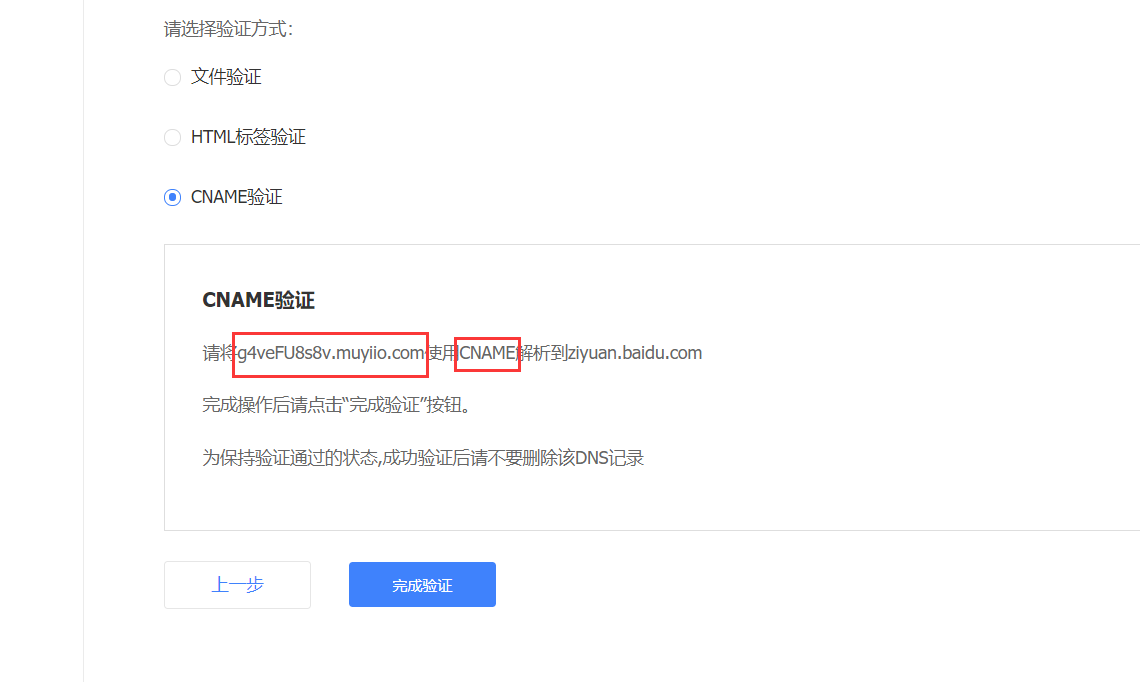 请选择验证方式：
文件验证
HTML标签验证
CNAME验证
CNAME验证
请将g4veFU8s8v.muyiio.com使用CNAME解析到ziyuan.baidu.com
完成操作后请点击“完成验证”按钮。
为保持验证通过的状态,成功验证后请不要删除该DNS记录
上一步
完成验证